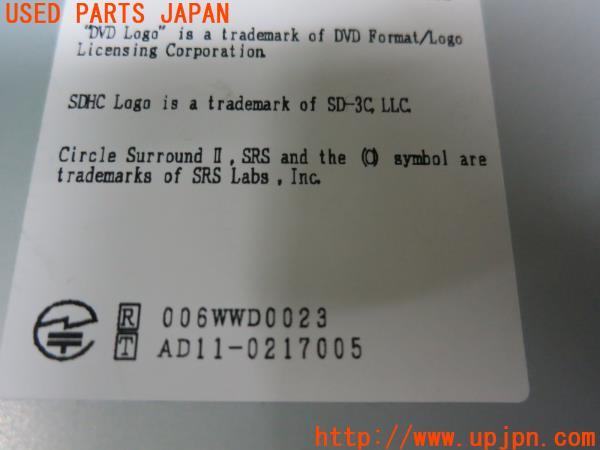 USED PARTS JAPAN
"DVD Logo" is a trademark of DVD Format/Logo
Licensing Corporation.
SDHC Logo is a trademark of SD-3C, LLC.
Circle Surround II, SRS and the symbol are
trademarks of SRS Labs, Inc.
R 006WWD0023
T AD11-0217005
http://www.upjpn.com/